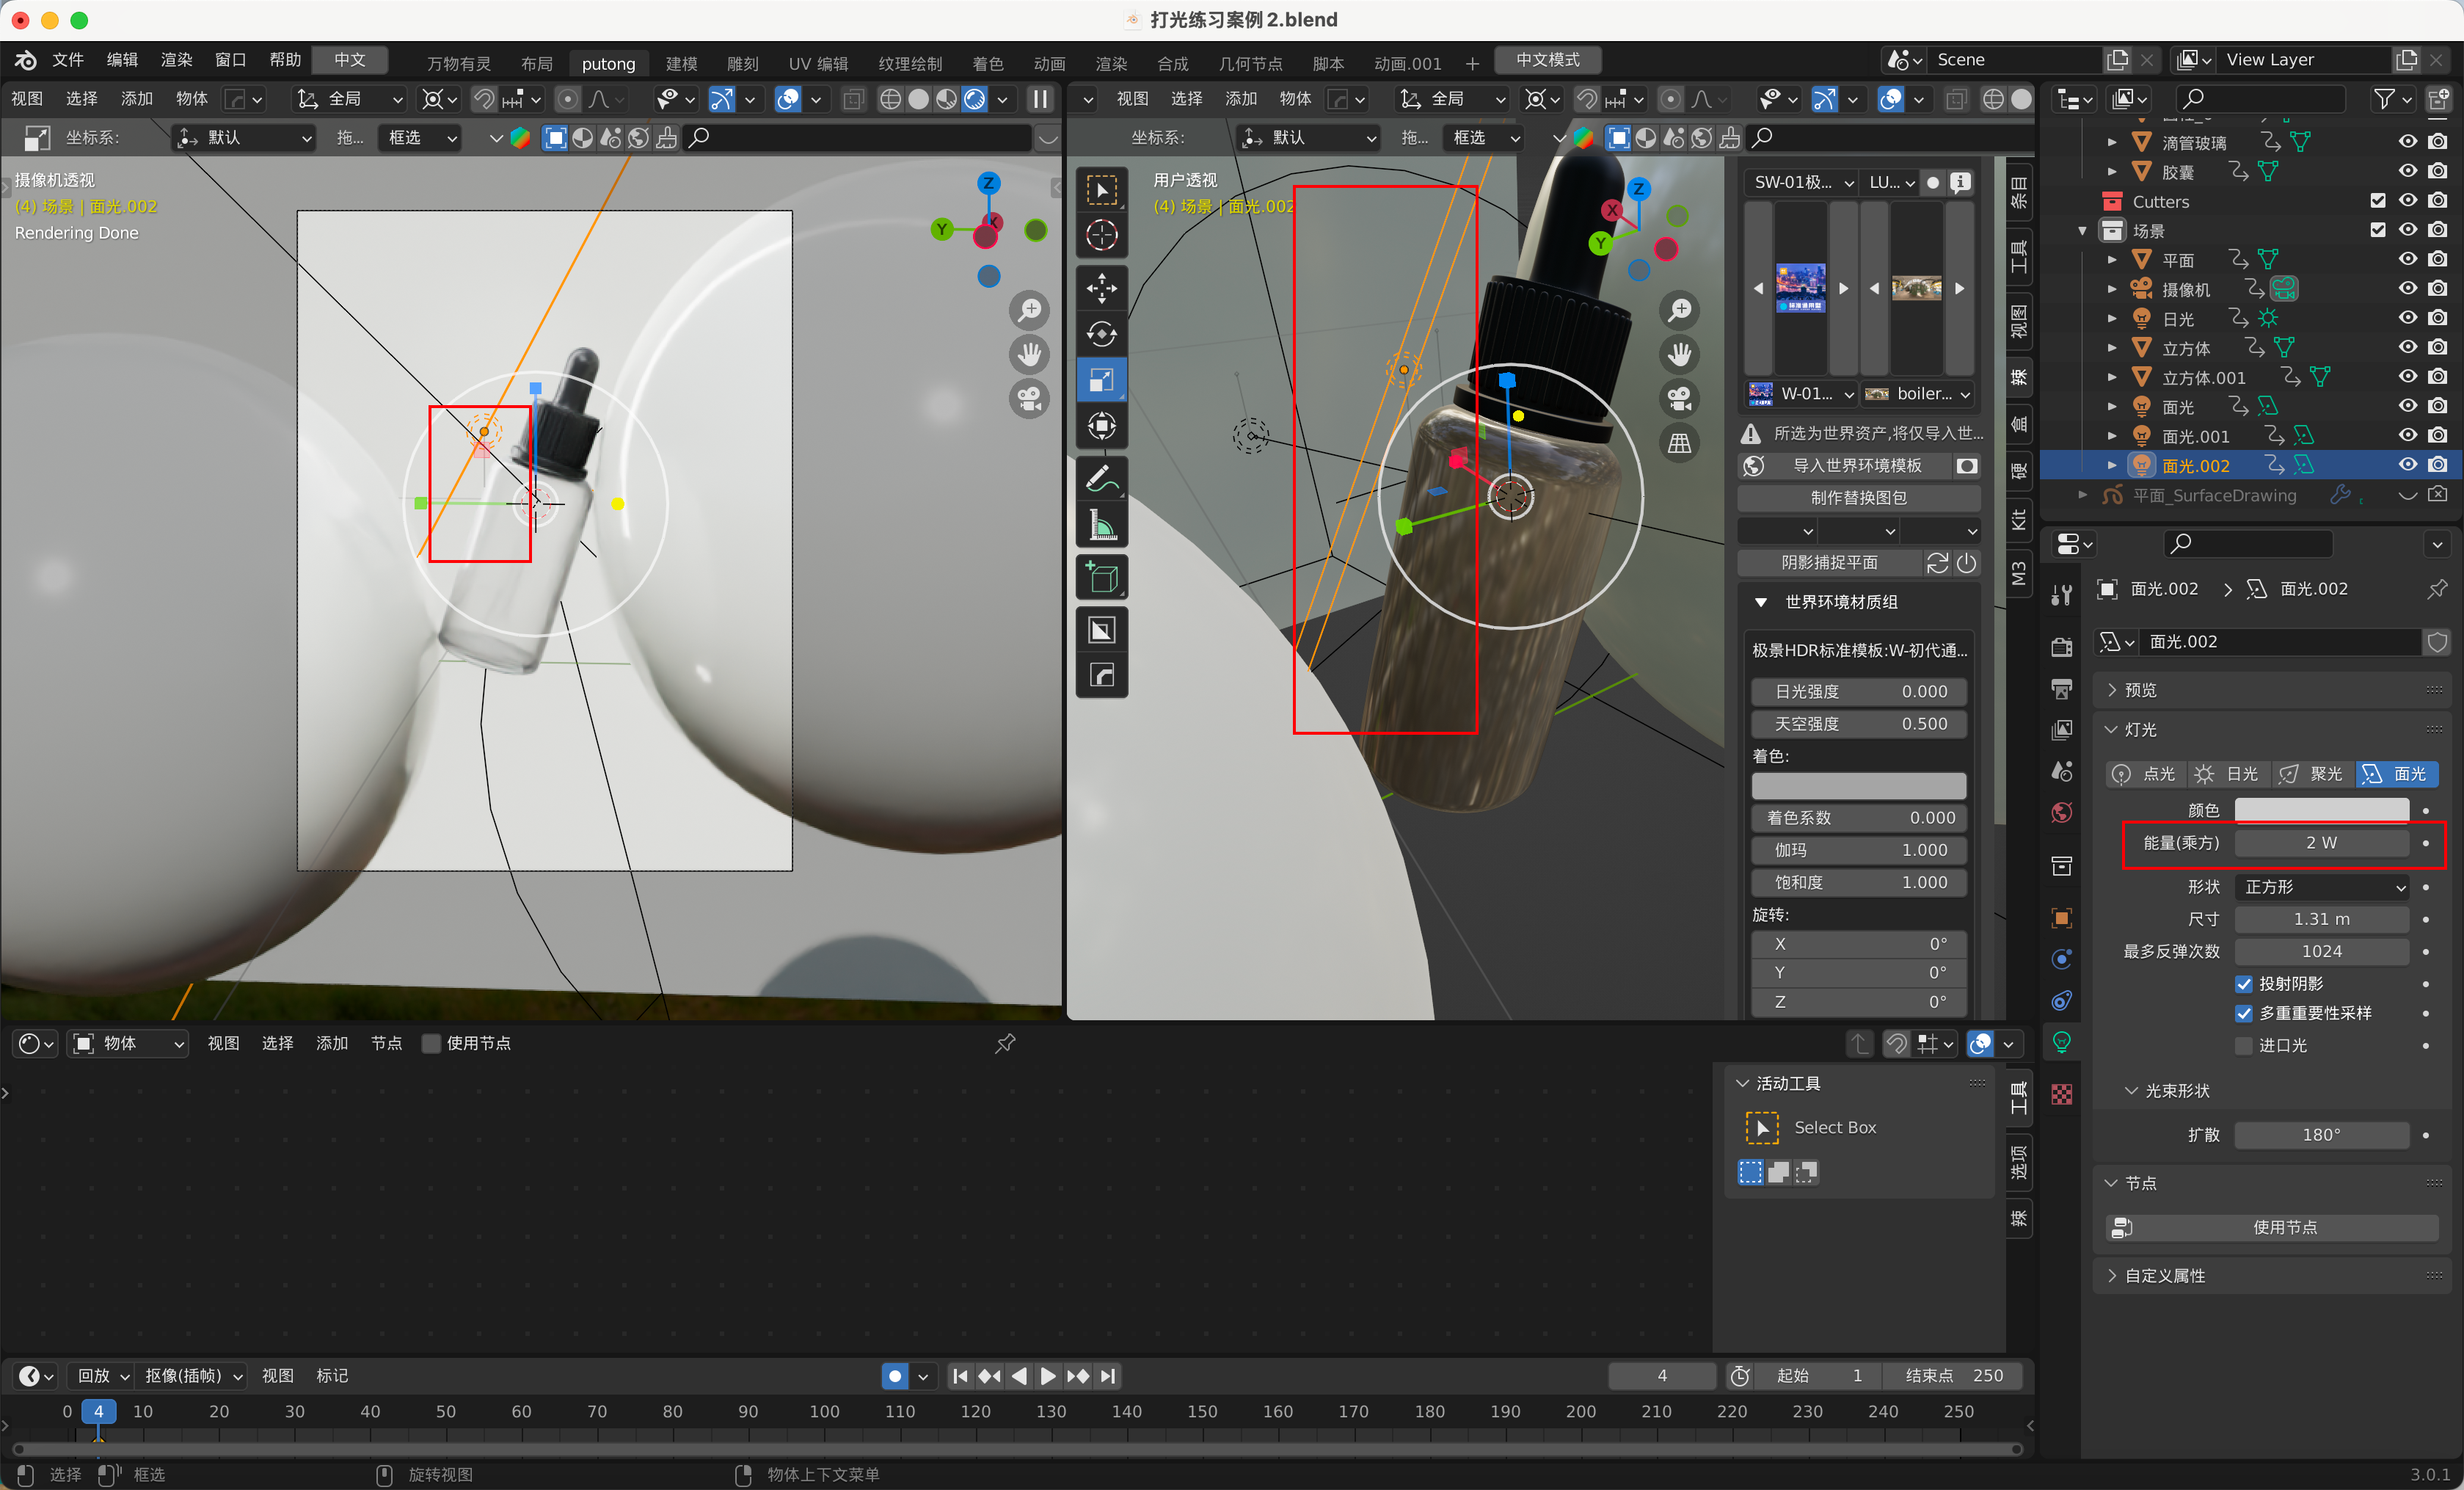 打光练习案例2.blend
文件 编辑 渲染 窗口 帮助 中文 万物有灵 布局 putong 建模 雕刻 UV 编辑 纹理绘制 着色 动画 渲染 合成 几何节点 脚本 动画.001 + 中文模式 Scene View Layer
视图 选择 添加 物体 全局
视图 选择 添加 物体 全局
坐标系: 默认 拖... 框选
坐标系: 默认 拖... 框选
摄像机透视
(4) 场景 | 面光.002
Rendering Done
Z
X
Y
用户透视
(4) 场景 | 面光.002
Z
X
Y
SW-01极... LU...
W-01... boiler...
所选为世界资产,将仅导入世...
导入世界环境模板
制作替换图包
阴影捕捉平面
世界环境材质组
极景HDR标准模板:W-初代通...
日光强度 0.000
天空强度 0.500
着色:
着色系数 0.000
伽玛 1.000
饱和度 1.000
旋转:
X 0°
Y 0°
Z 0°
条目
工具
视图
辣
盒
硬
Kit
M3
滴管玻璃
胶囊
Cutters
场景
平面
摄像机
日光
立方体
立方体.001
面光
面光.001
面光.002
平面_SurfaceDrawing
面光.002 > 面光.002
面光.002
预览
灯光
点光 日光 聚光 面光
颜色
能量(乘方) 2 W
形状 正方形
尺寸 1.31 m
最多反弹次数 1024
投射阴影
多重重要性采样
进口光
光束形状
扩散 180°
节点
使用节点
自定义属性
物体 视图 选择 添加 节点 使用节点
活动工具
Select Box
工具
选项
辣
回放 抠像(插帧) 视图 标记 4 起始 1 结束点 250
0 4 10 20 30 40 50 60 70 80 90 100 110 120 130 140 150 160 170 180 190 200 210 220 230 240 250
选择 框选 旋转视图 物体上下文菜单 3.0.1